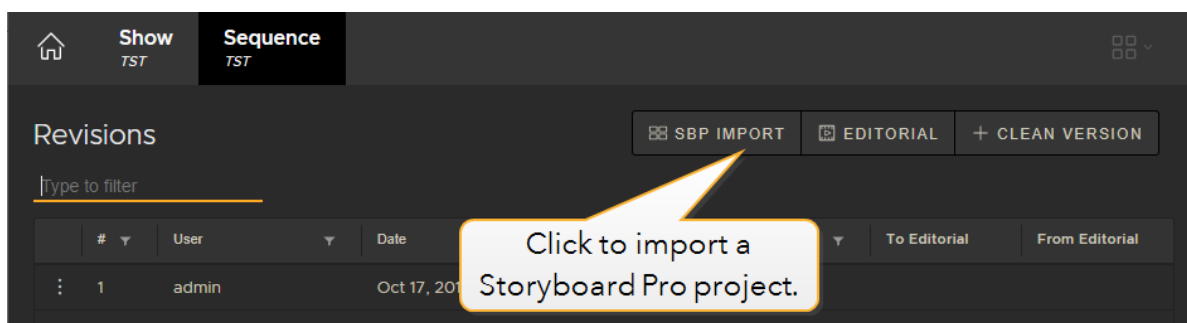 Show
TST
Sequence
TST
Revisions
SBP IMPORT
EDITORIAL
+ CLEAN VERSION
Type to filter
# User Date To Editorial From Editorial
1 admin Oct 17, 201
Click to import a
Storyboard Pro project.